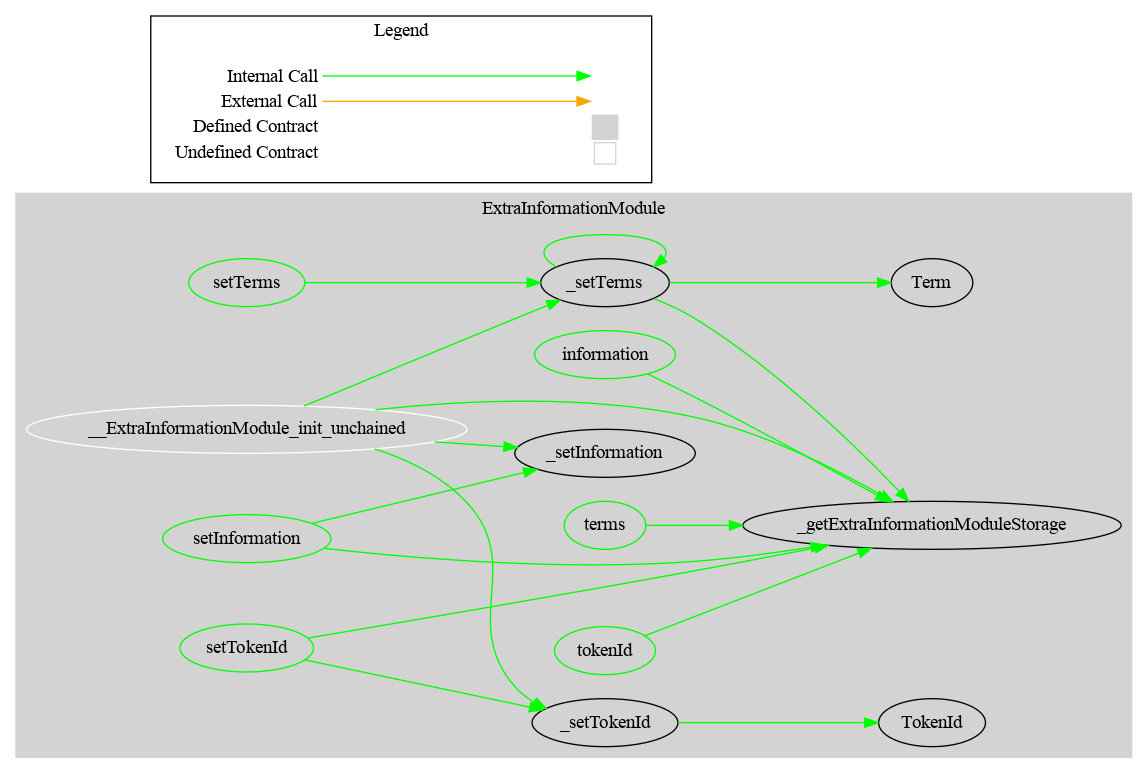 Legend
Internal Call
External Call
Defined Contract
Undefined Contract
ExtraInformationModule
setTerms
_setTerms
Term
information
__ExtraInformationModule_init_unchained
_setInformation
terms
_getExtraInformationModuleStorage
setInformation
setTokenId
tokenId
_setTokenId
TokenId